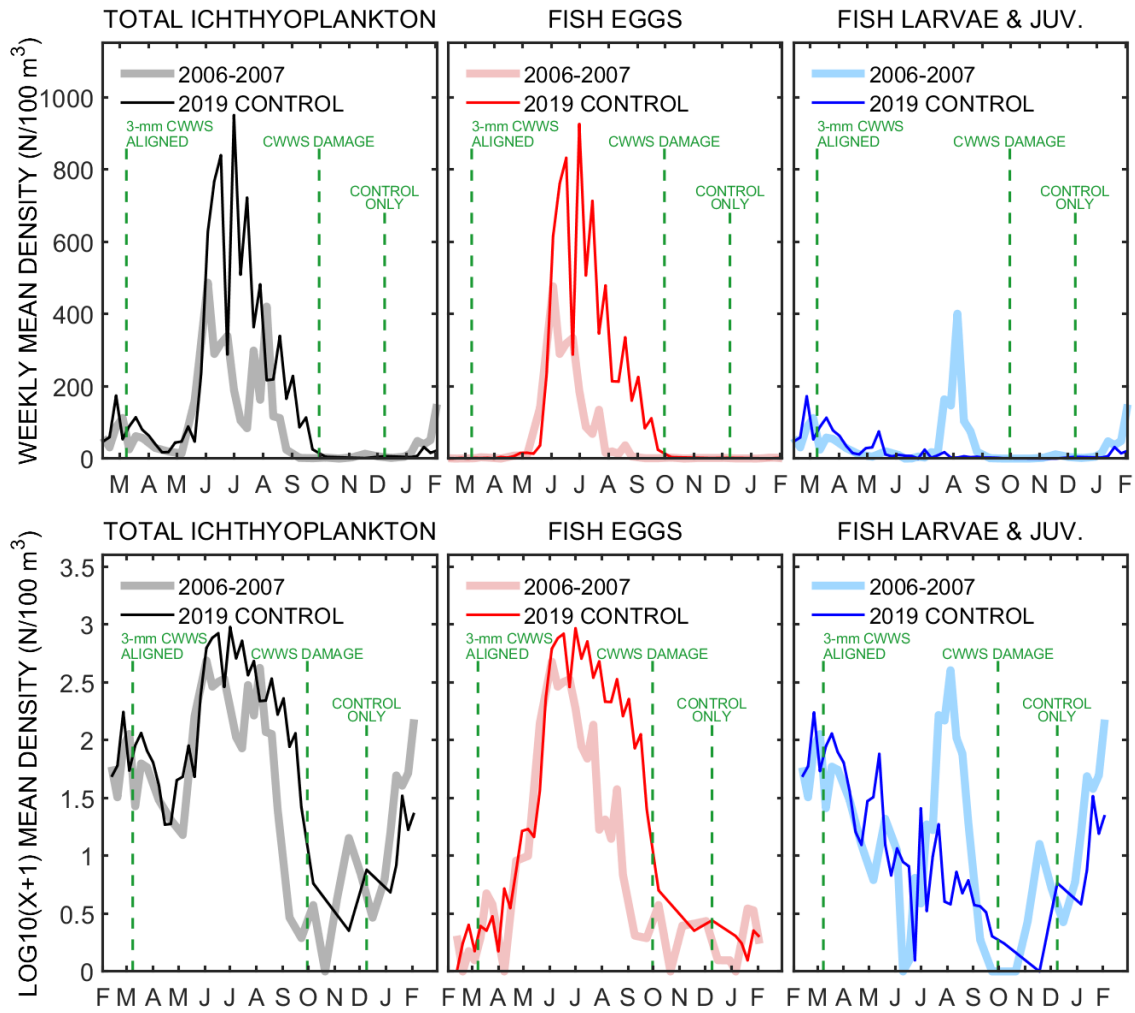 TOTAL ICHTHYOPLANKTON
FISH EGGS
FISH LARVAE & JUV.
WEEKLY MEAN DENSITY (N/100 m³)
1000
800
600
400
200
0
2006-2007
2019 CONTROL
3-mm CWWS
ALIGNED
CWWS DAMAGE
CONTROL
ONLY
M A M J J A S O N D J F
2006-2007
2019 CONTROL
3-mm CWWS
ALIGNED
CWWS DAMAGE
CONTROL
ONLY
M A M J J A S O N D J F
2006-2007
2019 CONTROL
3-mm CWWS
ALIGNED
CWWS DAMAGE
CONTROL
ONLY
M A M J J A S O N D J F
TOTAL ICHTHYOPLANKTON
FISH EGGS
FISH LARVAE & JUV.
LOG10(X+1) MEAN DENSITY (N/100 m³)
3.5
3
2.5
2
1.5
1
0.5
0
2006-2007
2019 CONTROL
3-mm CWWS
ALIGNED
CWWS DAMAGE
CONTROL
ONLY
F M A M J J A S O N D J F
2006-2007
2019 CONTROL
3-mm CWWS
ALIGNED
CWWS DAMAGE
CONTROL
ONLY
F M A M J J A S O N D J F
2006-2007
2019 CONTROL
3-mm CWWS
ALIGNED
CWWS DAMAGE
CONTROL
ONLY
F M A M J J A S O N D J F